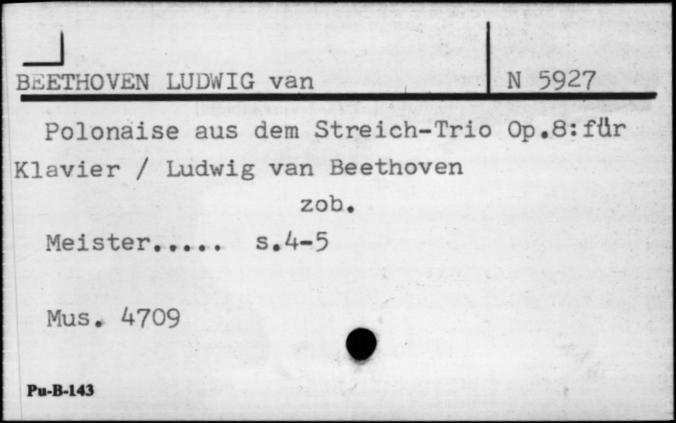 BEETHOVEN LUDWIG van N 5927
Polonaise aus dem Streich-Trio Op.8:für
Klavier / Ludwig van Beethoven
zob.
Meister..... s.4-5
Mus. 4709
Pu-B-143